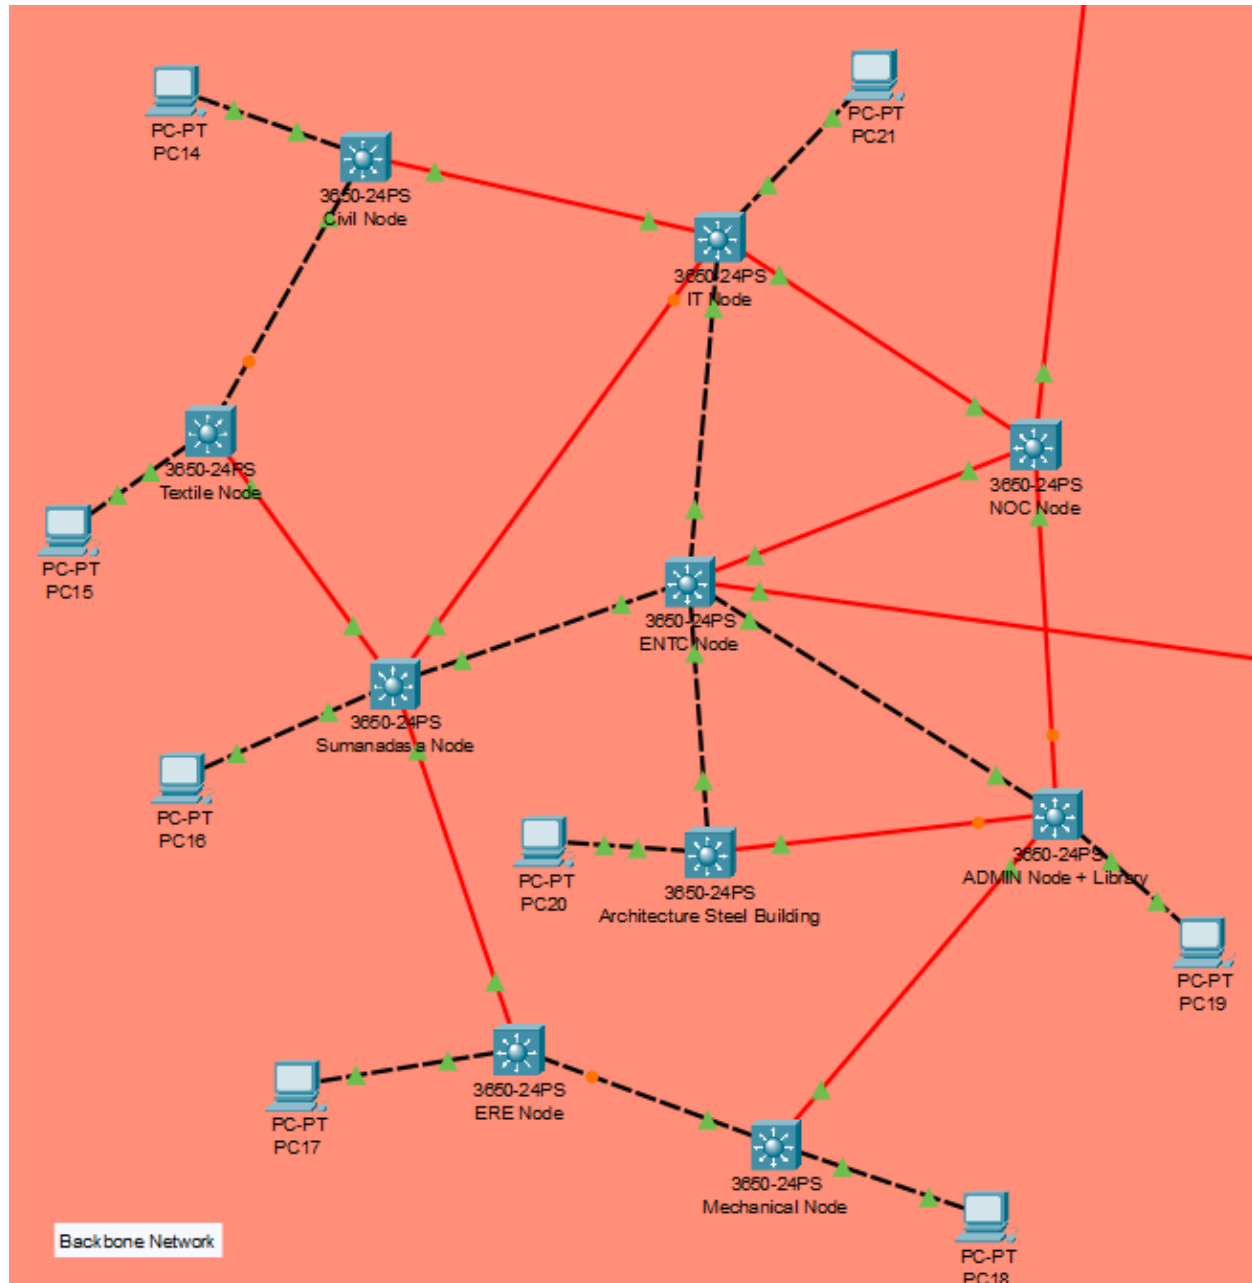 PC-PT
PC14
3650-24PS
Civil Node
PC-PT
PC21
3650-24PS
IT Node
3650-24PS
Textile Node
3650-24PS
NOC Node
PC-PT
PC15
3650-24PS
ENTC Node
3650-24PS
Sumanadasa Node
PC-PT
PC16
3650-24PS
ADMIN Node + Library
PC-PT
PC20
3650-24PS
Architecture Steel Building
PC-PT
PC19
3650-24PS
ERE Node
PC-PT
PC17
3650-24PS
Mechanical Node
Backbone Network
PC-PT
PC18